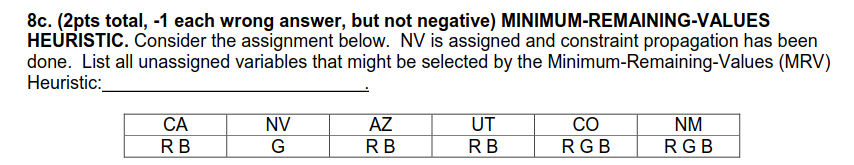 8c. (2pts total, -1 each wrong answer, but not negative) MINIMUM-REMAINING-VALUES
HEURISTIC. Consider the assignment below. NV is assigned and constraint propagation has been
done. List all unassigned variables that might be selected by the Minimum-Remaining-Values (MRV)
Heuristic:____________________________.
CA NV AZ UT CO NM
R B G R B R B R G B R G B